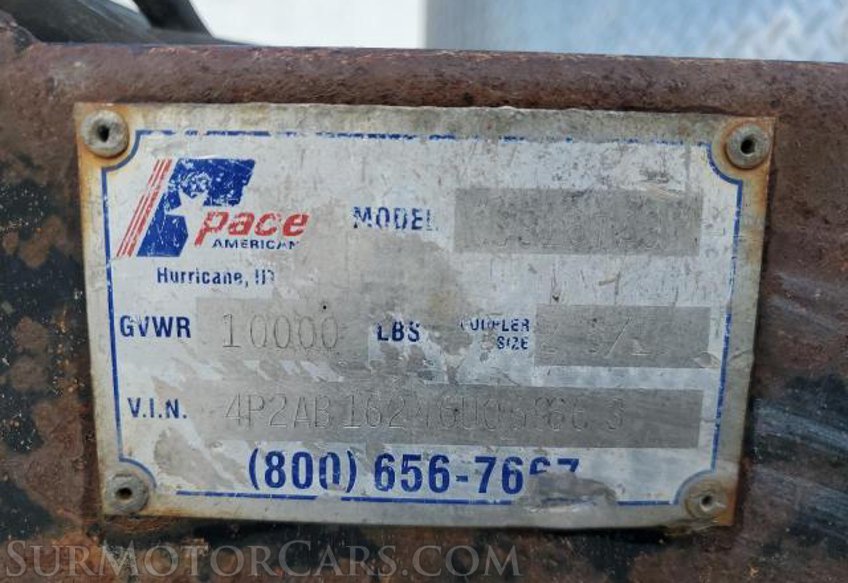 pace
AMERICAN
Hurricane,
MODEL
GVWR 10000 LBS COUPLER
SIZE
V.I.N.
(800) 656-7667
SURMOTORCARS.COM